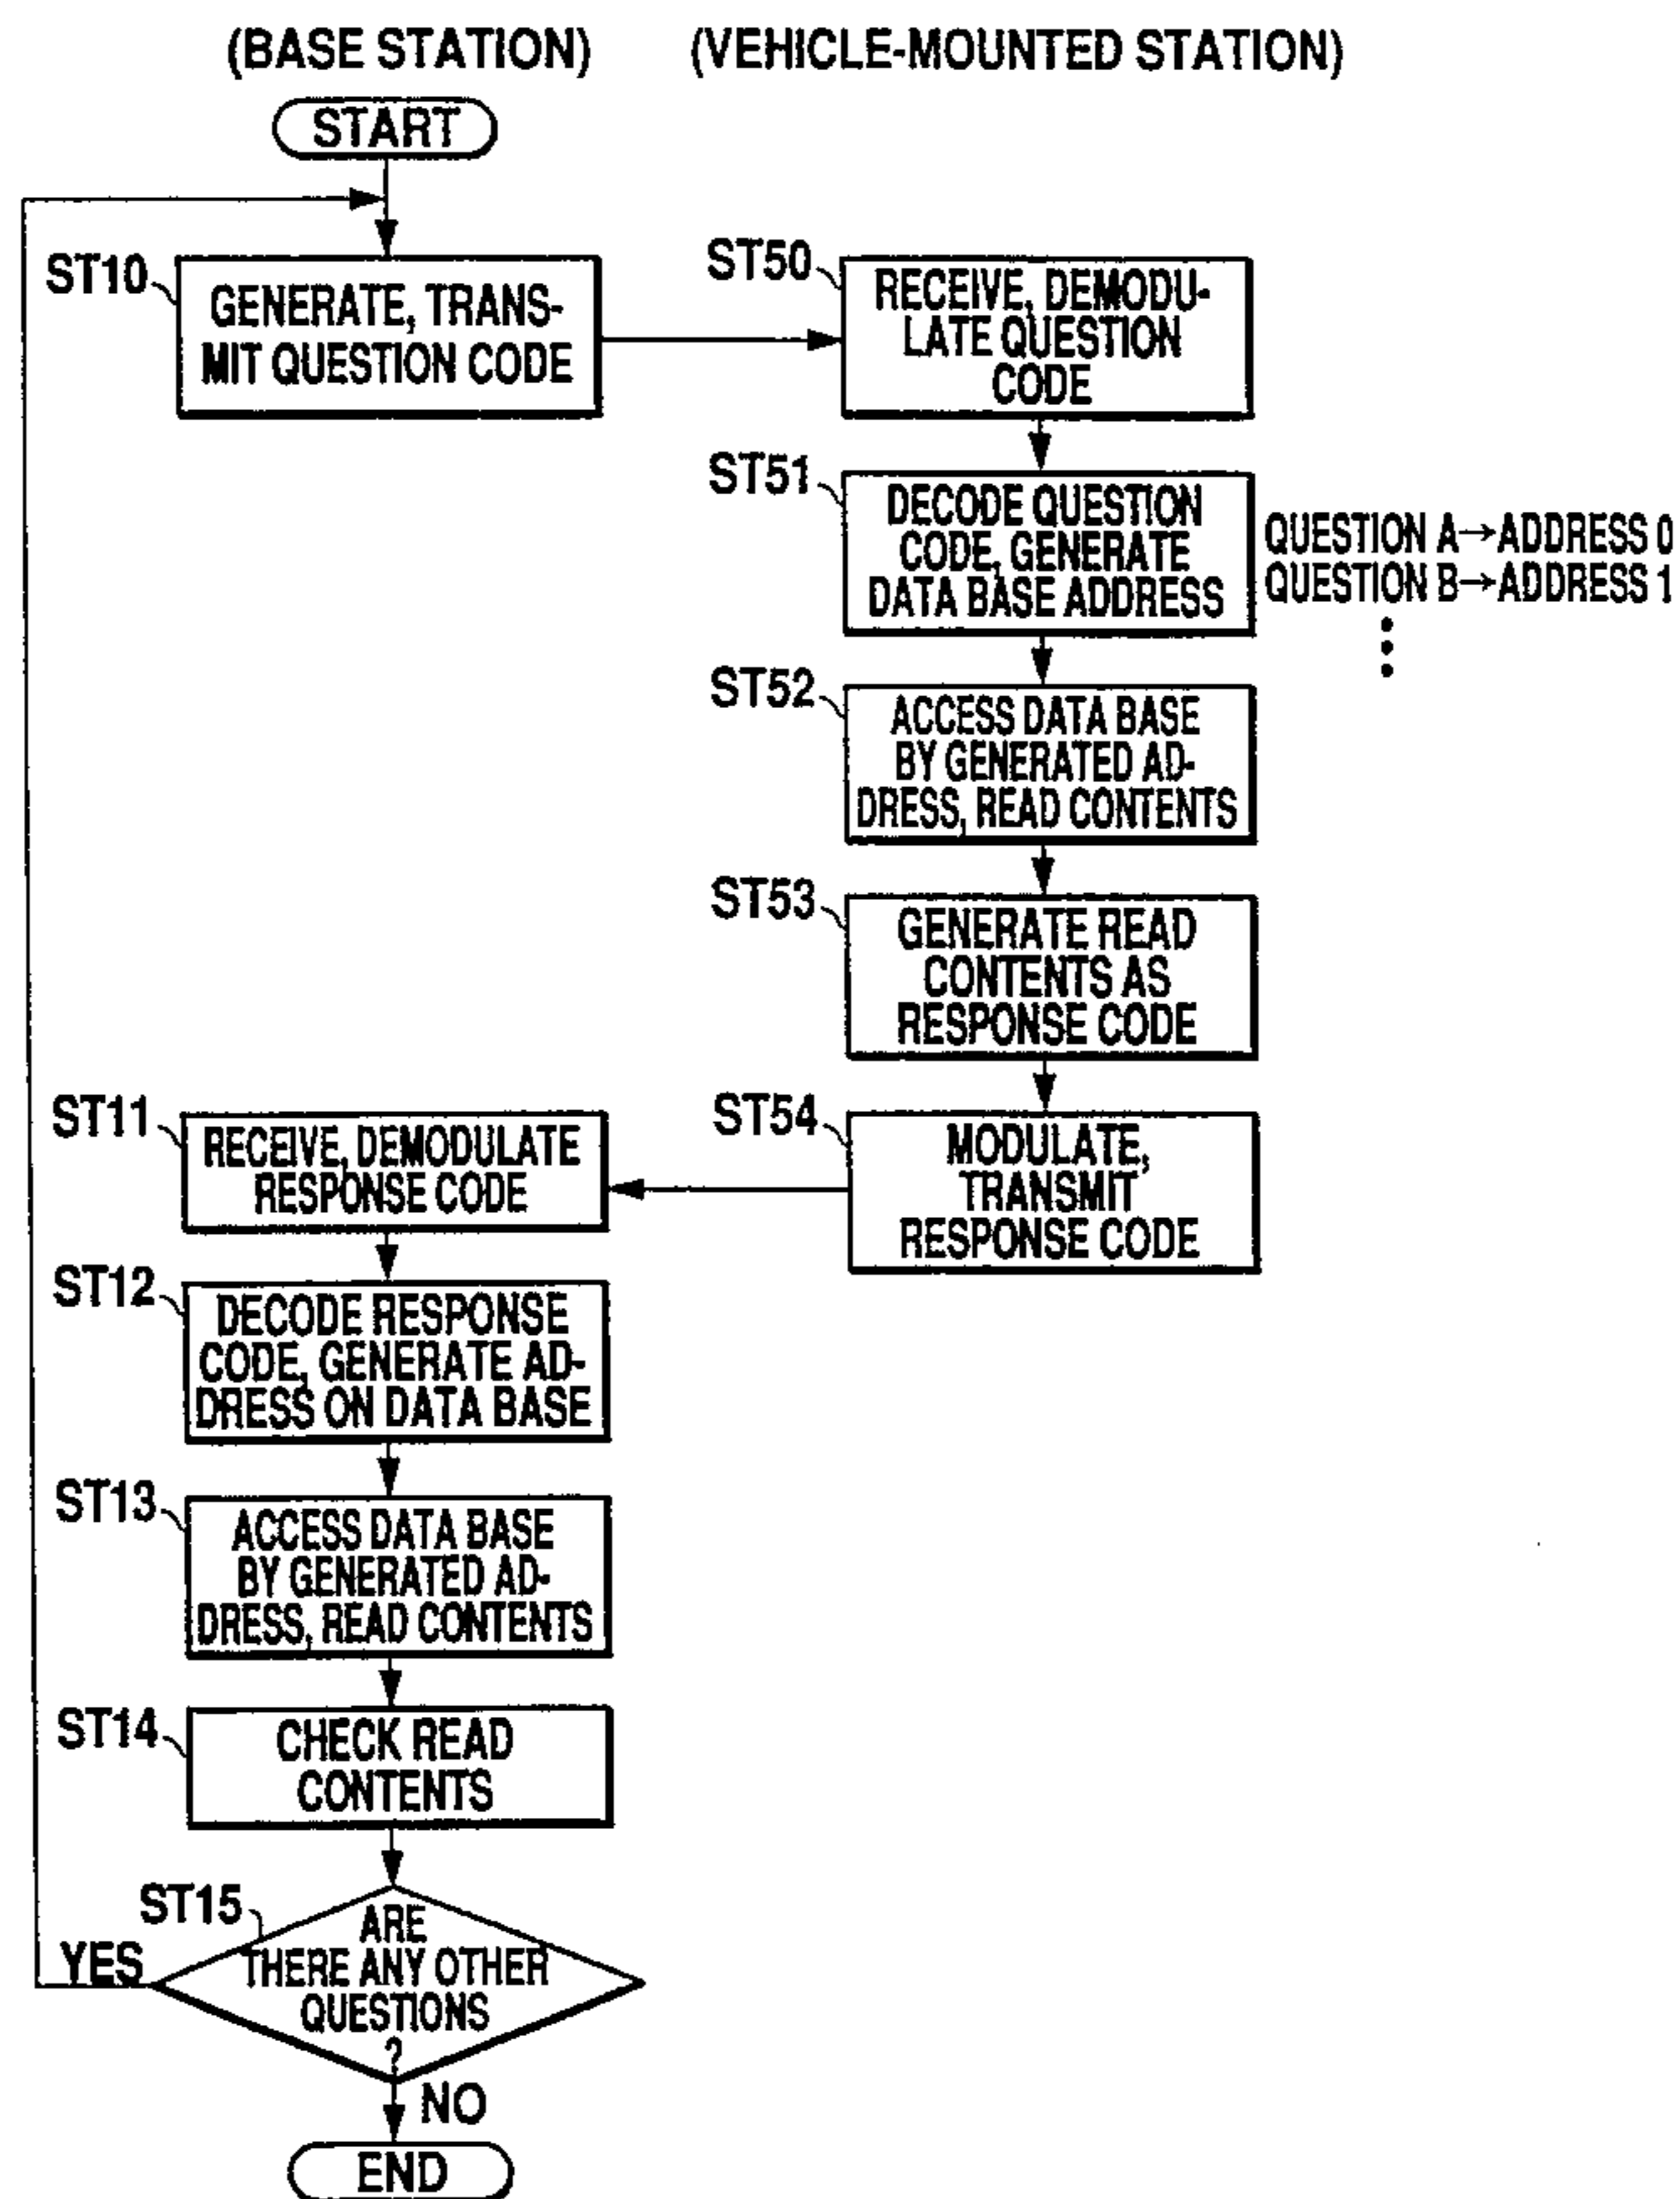 (BASE STATION)
(VEHICLE-MOUNTED STATION)
START
ST10
GENERATE, TRANS-
MIT QUESTION CODE
ST50
RECEIVE, DEMODU-
LATE QUESTION
CODE
ST51
DECODE QUESTION
CODE, GENERATE
DATA BASE ADDRESS
QUESTION A→ADDRESS 0
QUESTION B→ADDRESS 1
ST52
ACCESS DATA BASE
BY GENERATED AD-
DRESS, READ CONTENTS
ST53
GENERATE READ
CONTENTS AS
RESPONSE CODE
ST54
MODULATE,
TRANSMIT
RESPONSE CODE
ST11
RECEIVE, DEMODULATE
RESPONSE CODE
ST12
DECODE RESPONSE
CODE, GENERATE AD-
DRESS ON DATA BASE
ST13
ACCESS DATA BASE
BY GENERATED AD-
DRESS, READ CONTENTS
ST14
CHECK READ
CONTENTS
ST15
ARE
THERE ANY OTHER
QUESTIONS
?
YES
NO
END